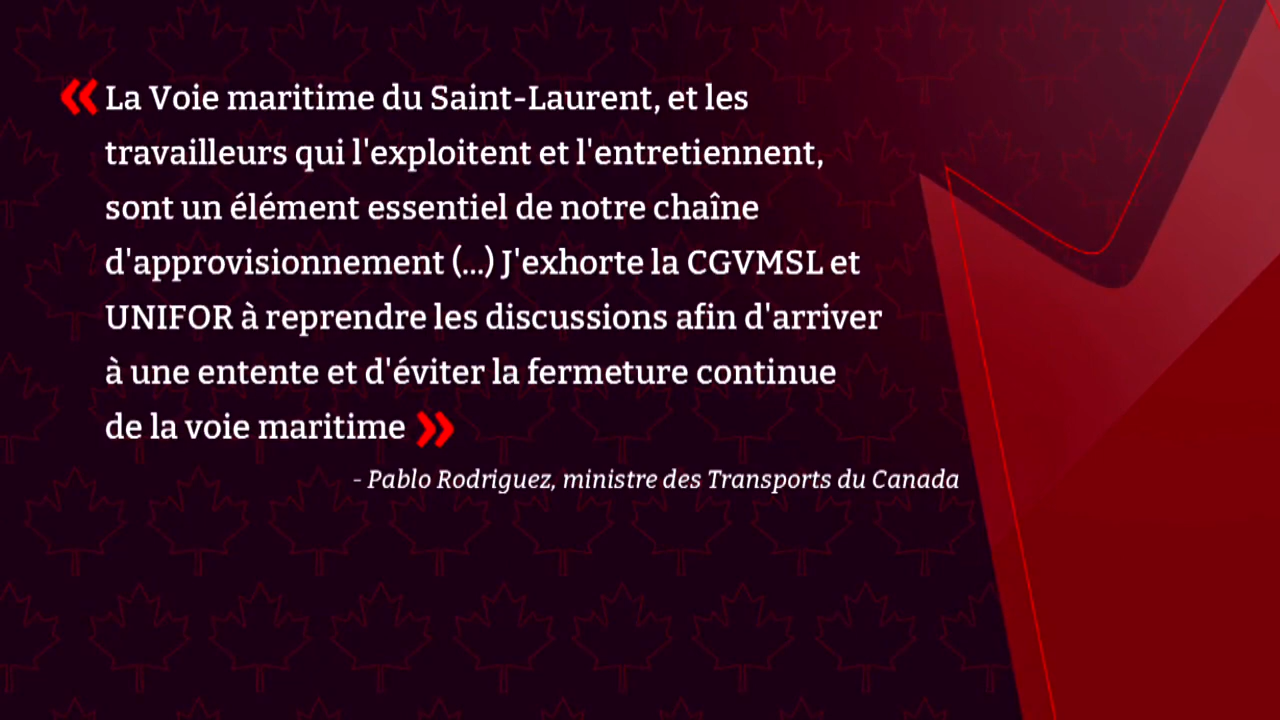 « La Voie maritime du Saint-Laurent, et les
travailleurs qui l'exploitent et l'entretiennent,
sont un élément essentiel de notre chaîne
d'approvisionnement (...) J'exhorte la CGVMSL et
UNIFOR à reprendre les discussions afin d'arriver
à une entente et d'éviter la fermeture continue
de la voie maritime »
- Pablo Rodriguez, ministre des Transports du Canada